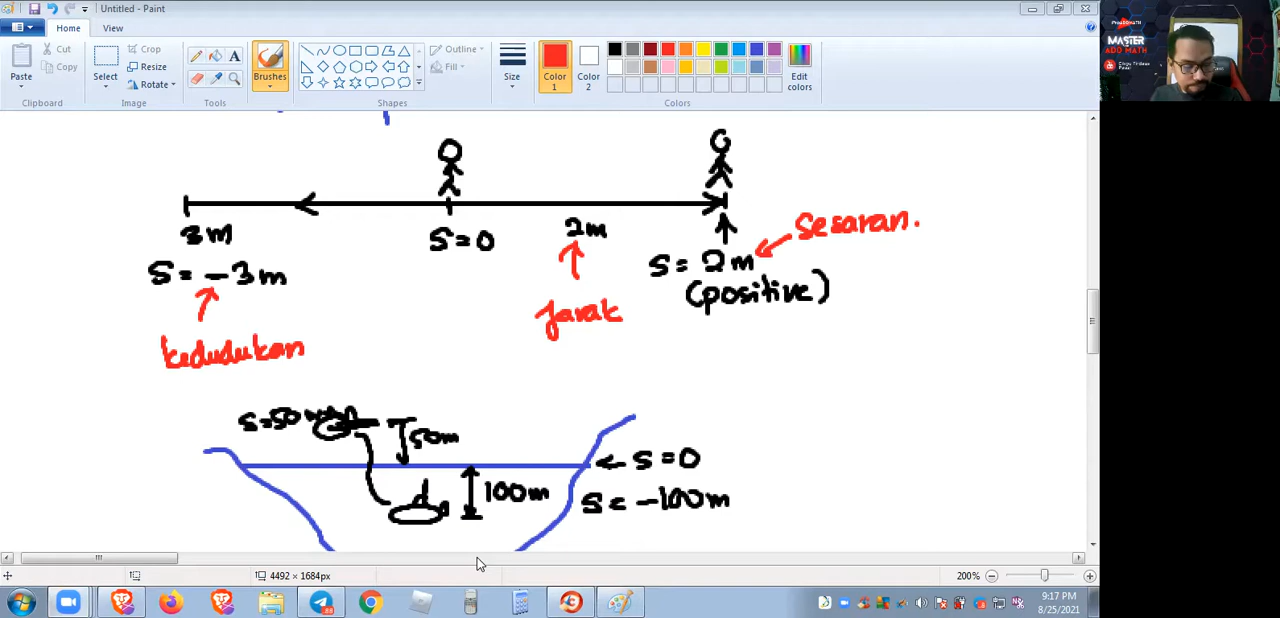 Untitled - Paint
Home View
Cut
Copy
Paste
Crop
Resize
Rotate
Select
Brushes
Outline
Fill
Size
Color 1
Color 2
Edit colors
Clipboard
Image
Tools
Shapes
Colors
MASTER
ADD MATH
3m
S = 0
2m
Sesaran.
S = -3m
S = 2m
(positive)
Jarak
kedudukan
S=50
50m
S = 0
100m
S = -100m
4492 × 1684px
200%
9:17 PM
8/25/2021